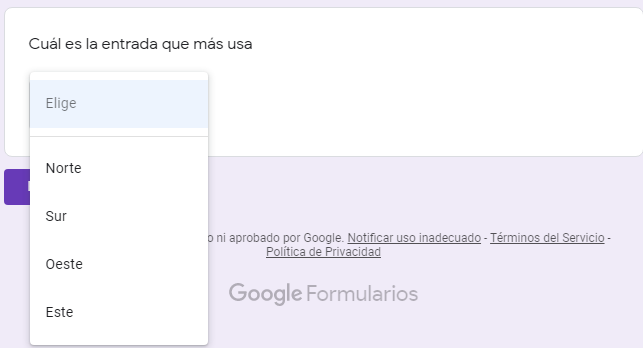 Cuál es la entrada que más usa
Elige
Norte
Sur
Oeste
Este
o ni aprobado por Google. Notificar uso inadecuado - Términos del Servicio -
Política de Privacidad
Google Formularios